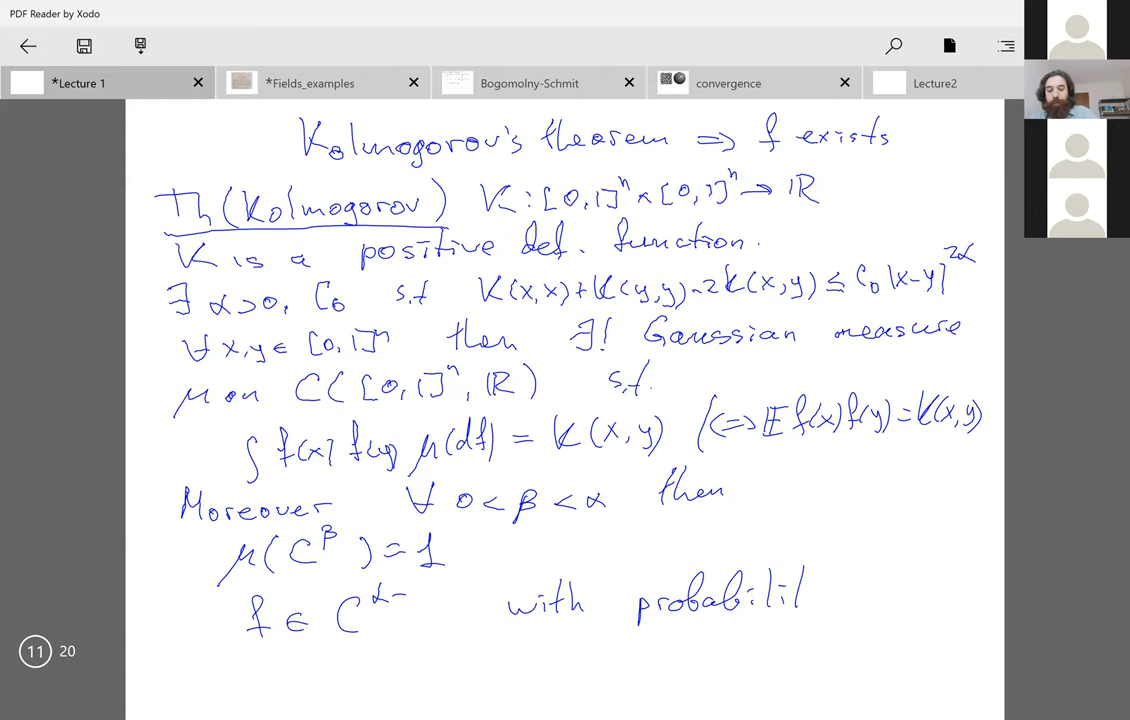 PDF Reader by Xodo
*Lecture 1
*Fields_examples
Bogomolny-Schmit
convergence
Lecture2
Kolmogorov's theorem ⇒ f exists
Th (Kolmogorov) K : [0,1]^n × [0,1]^n → ℝ
K is a positive def. function.
∃ α>0, C_0 s.t K(x,x)+K(y,y)-2K(x,y) ≤ C_0 |x-y|^{2α}
∀ x,y ∈ [0,1]^n then ∃! Gaussian measure
μ on C([0,1]^n, ℝ) s.t.
∫ f(x) f(y) μ(df) = K(x,y) (⇔ 𝔼 f(x)f(y) = K(x,y)
Moreover ∀ 0<β<α then
μ(C^β) = 1
f ∈ C^{α-} with probabilit
11 20